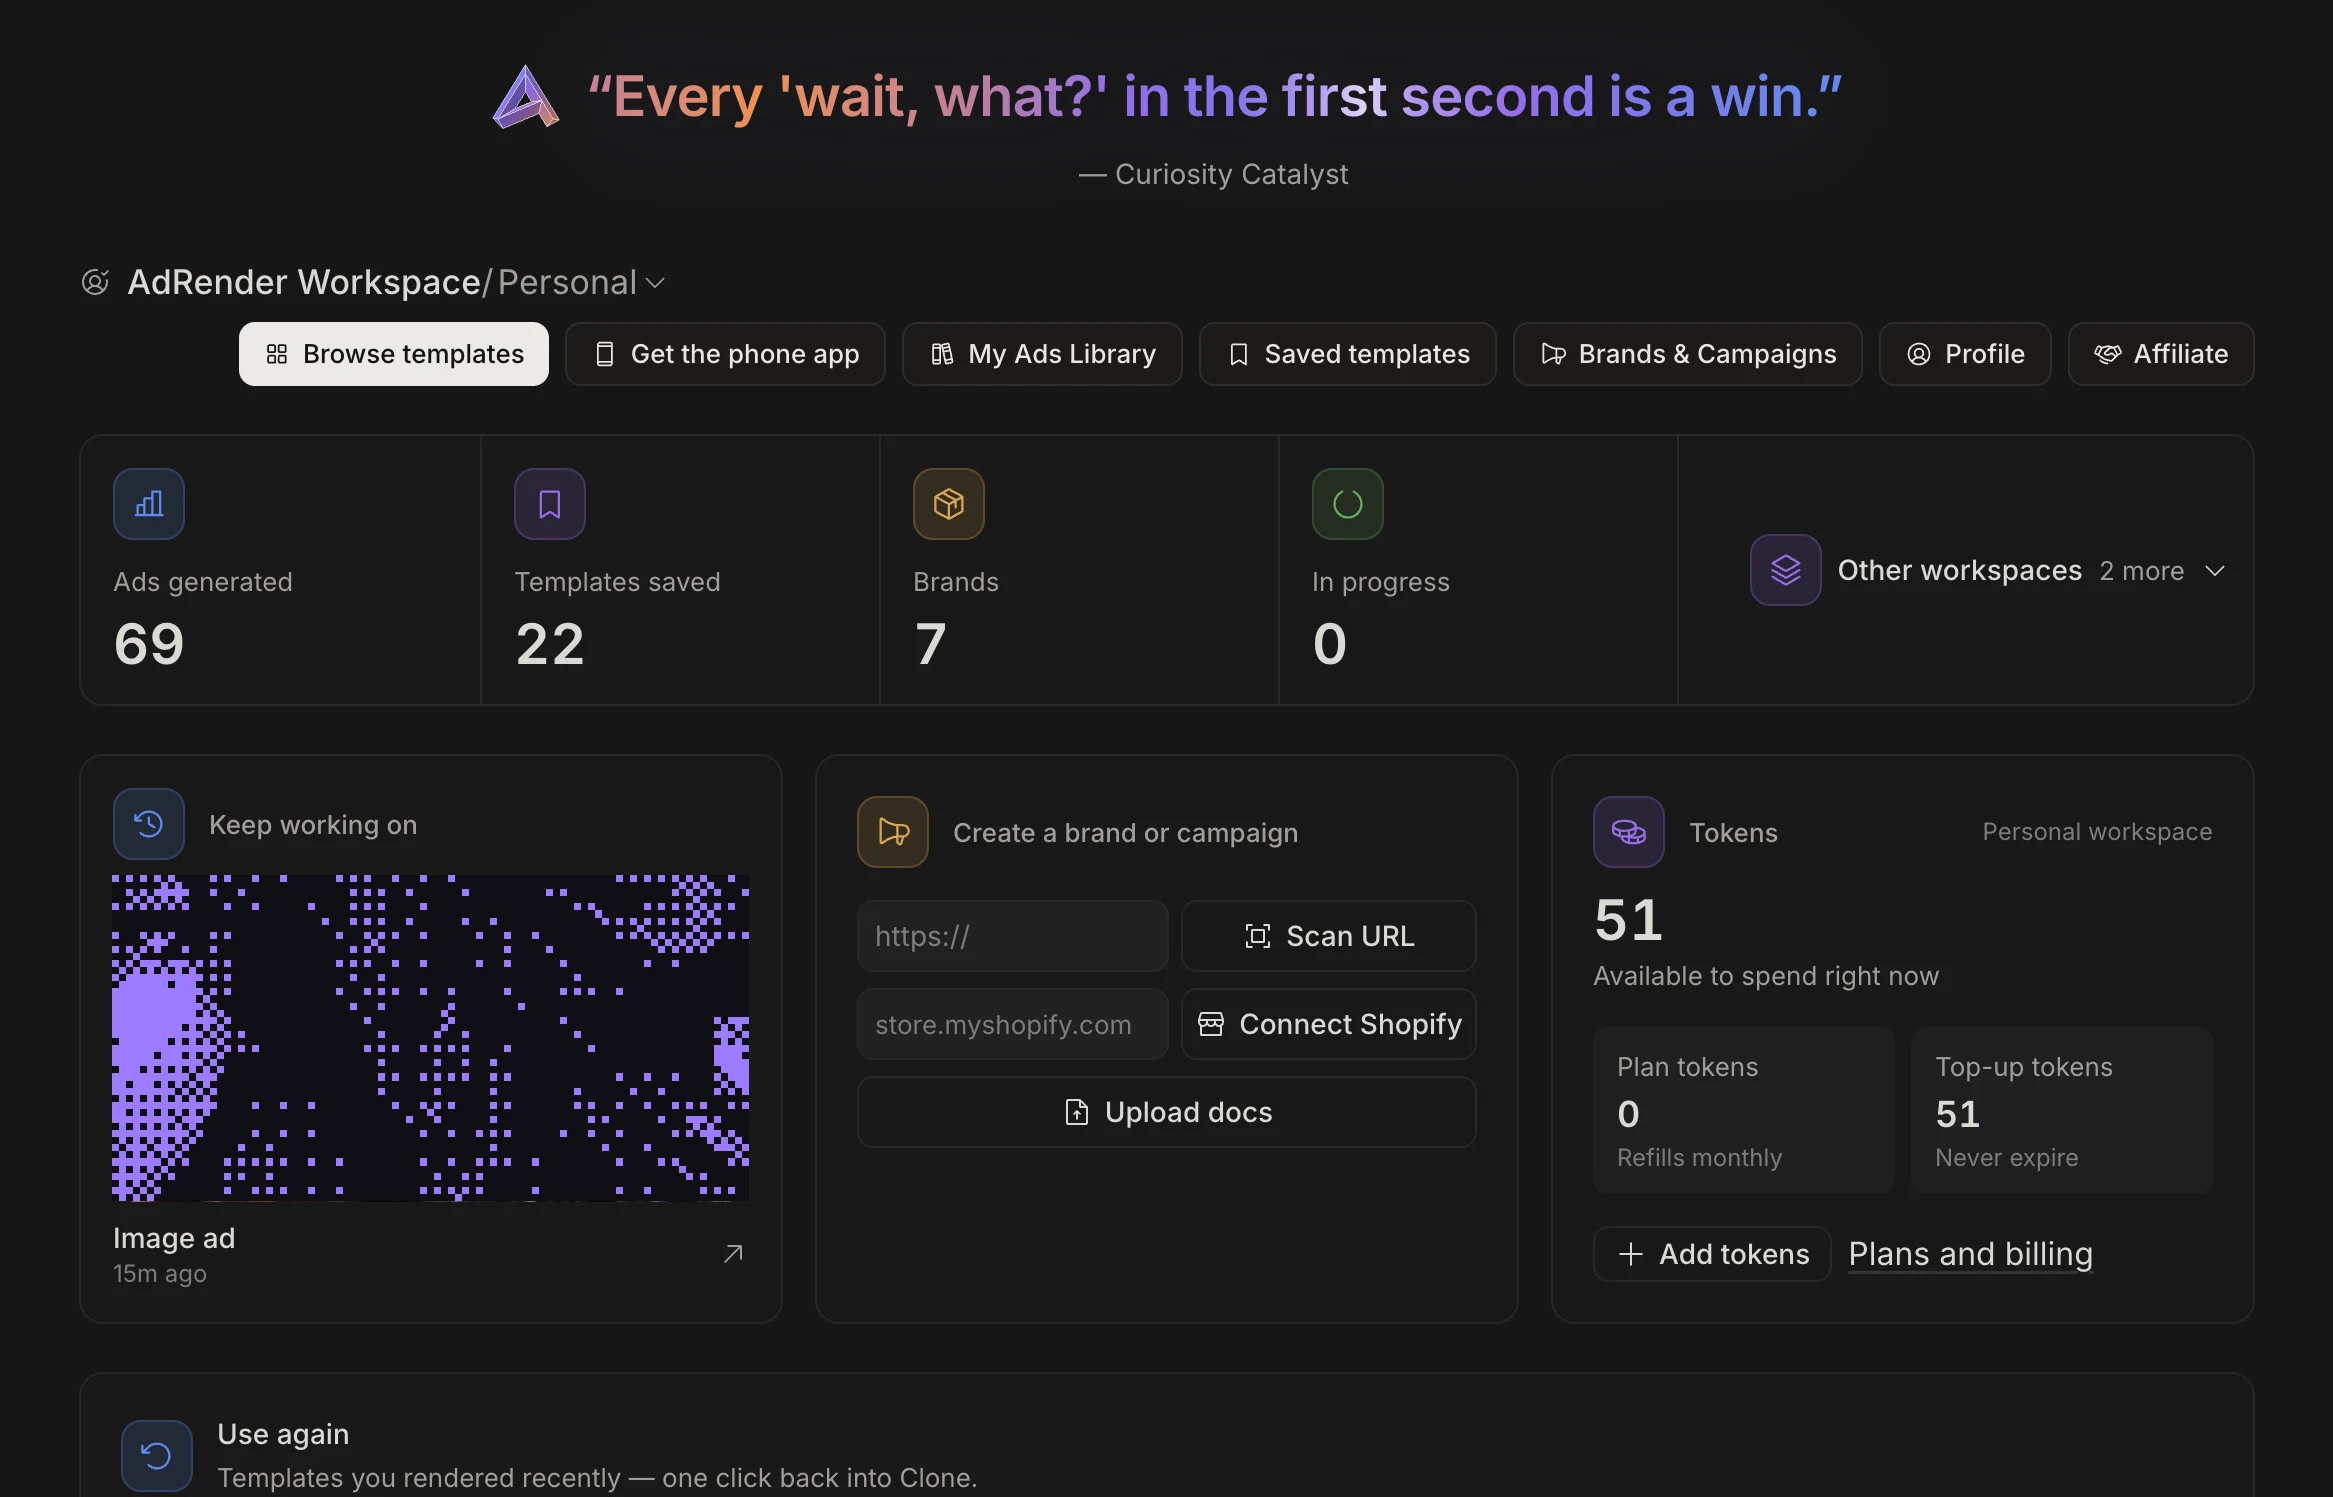 “Every 'wait, what?' in the first second is a win.”
— Curiosity Catalyst
AdRender Workspace/Personal
Browse templates
Get the phone app
My Ads Library
Saved templates
Brands & Campaigns
Profile
Affiliate
Ads generated
69
Templates saved
22
Brands
7
In progress
0
Other workspaces 2 more
Keep working on
Image ad
15m ago
Create a brand or campaign
https://
Scan URL
store.myshopify.com
Connect Shopify
Upload docs
Tokens
Personal workspace
51
Available to spend right now
Plan tokens
0
Refills monthly
Top-up tokens
51
Never expire
Add tokens
Plans and billing
Use again
Templates you rendered recently — one click back into Clone.